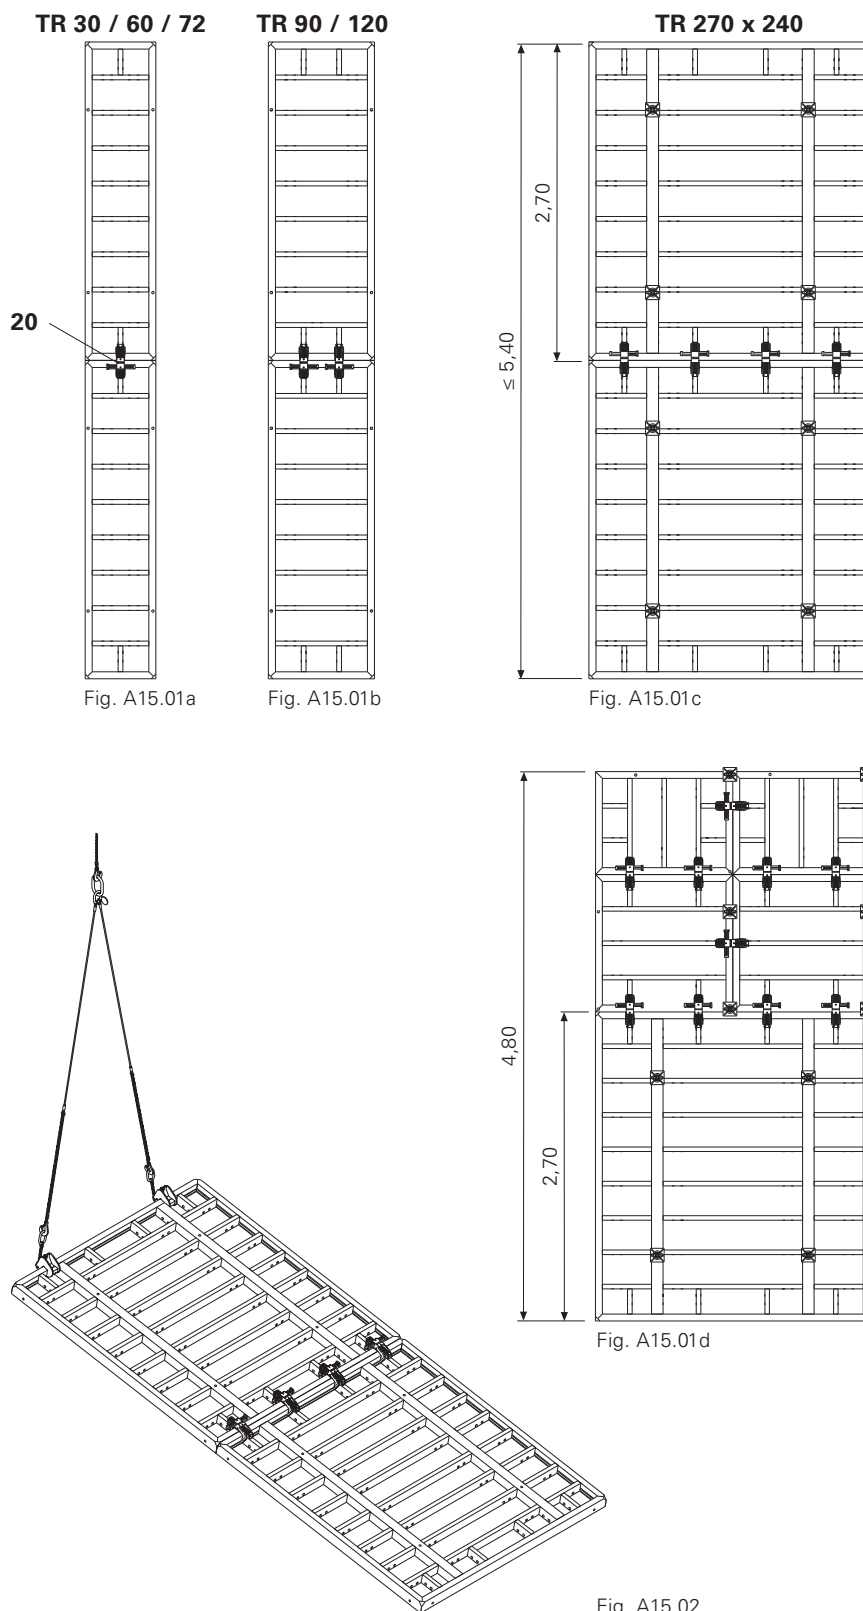 TR 30 / 60 / 72
TR 90 / 120
TR 270 x 240
2,70
20
≤ 5,40
Fig. A15.01a
Fig. A15.01b
Fig. A15.01c
4,80
2,70
Fig. A15.01d
Fig. A15.02